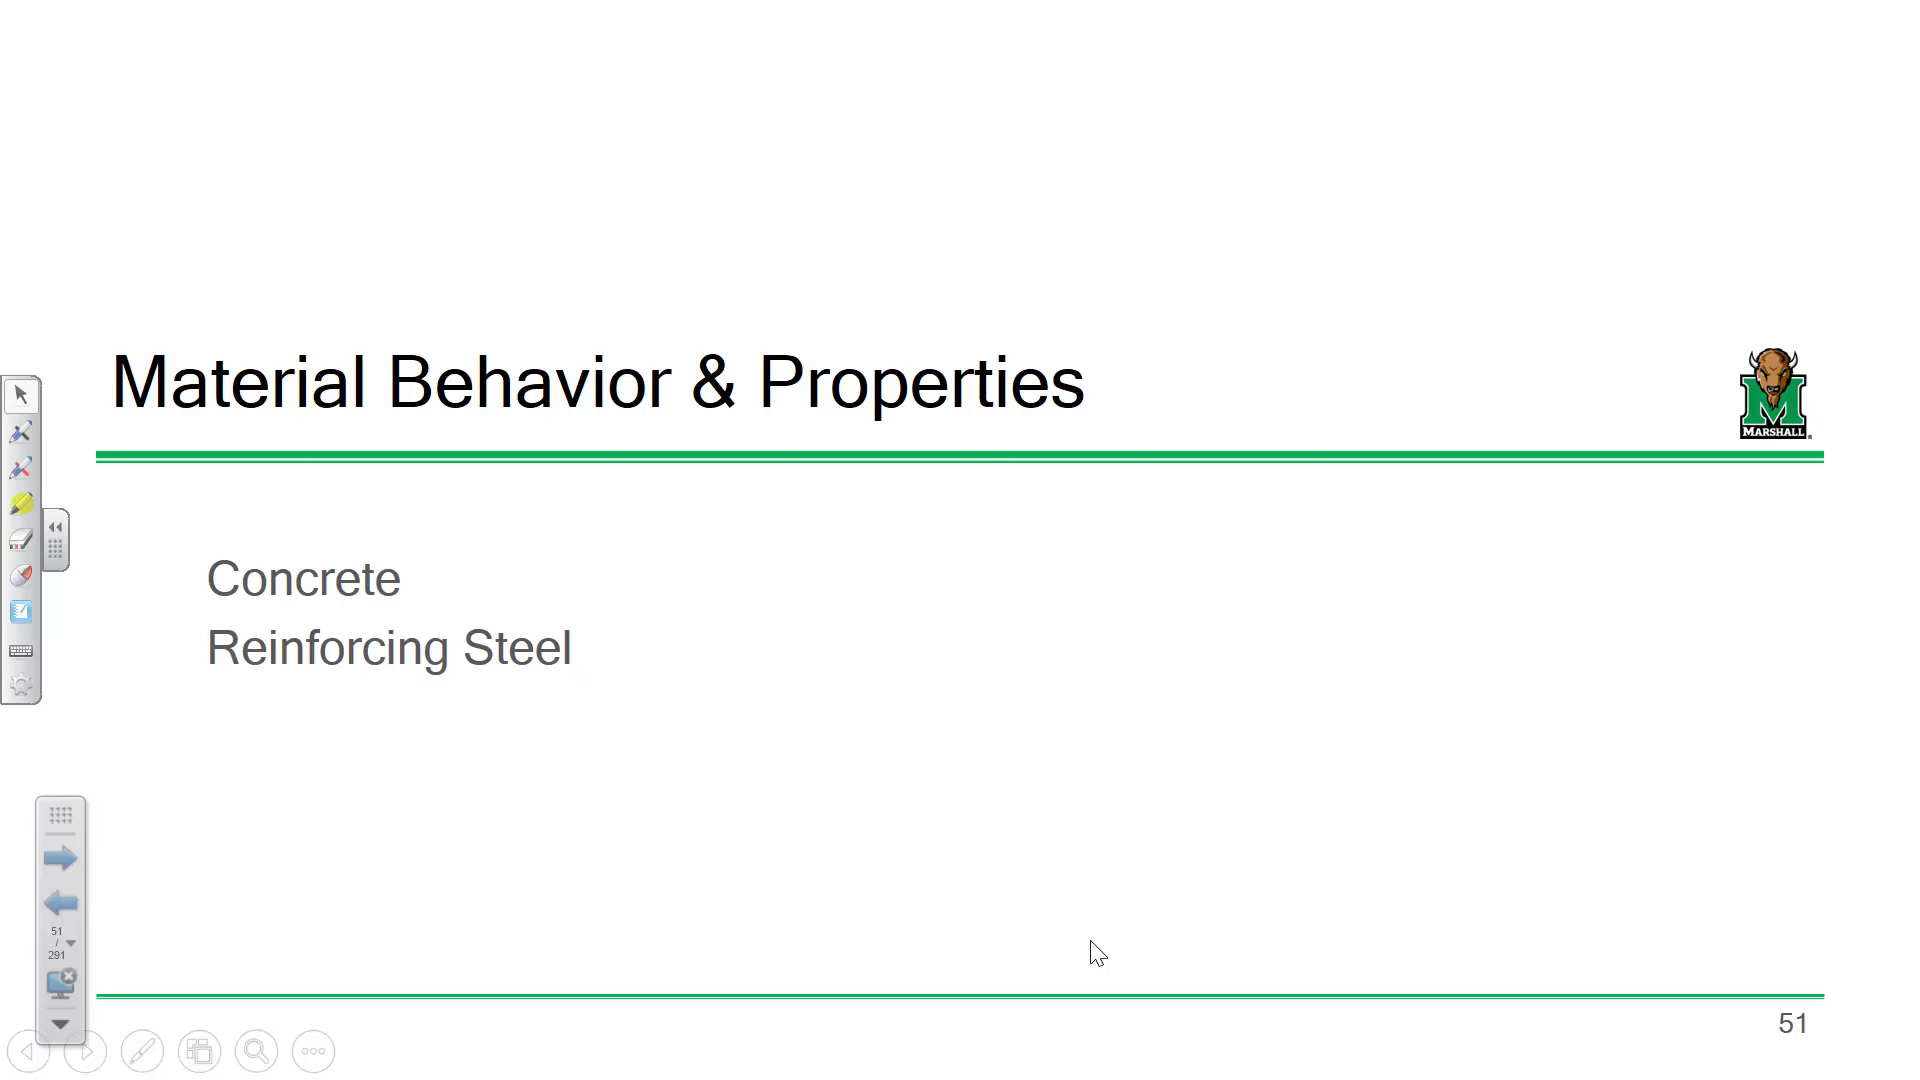 Material Behavior & Properties
MARSHALL
Concrete
Reinforcing Steel
51
/
291
51